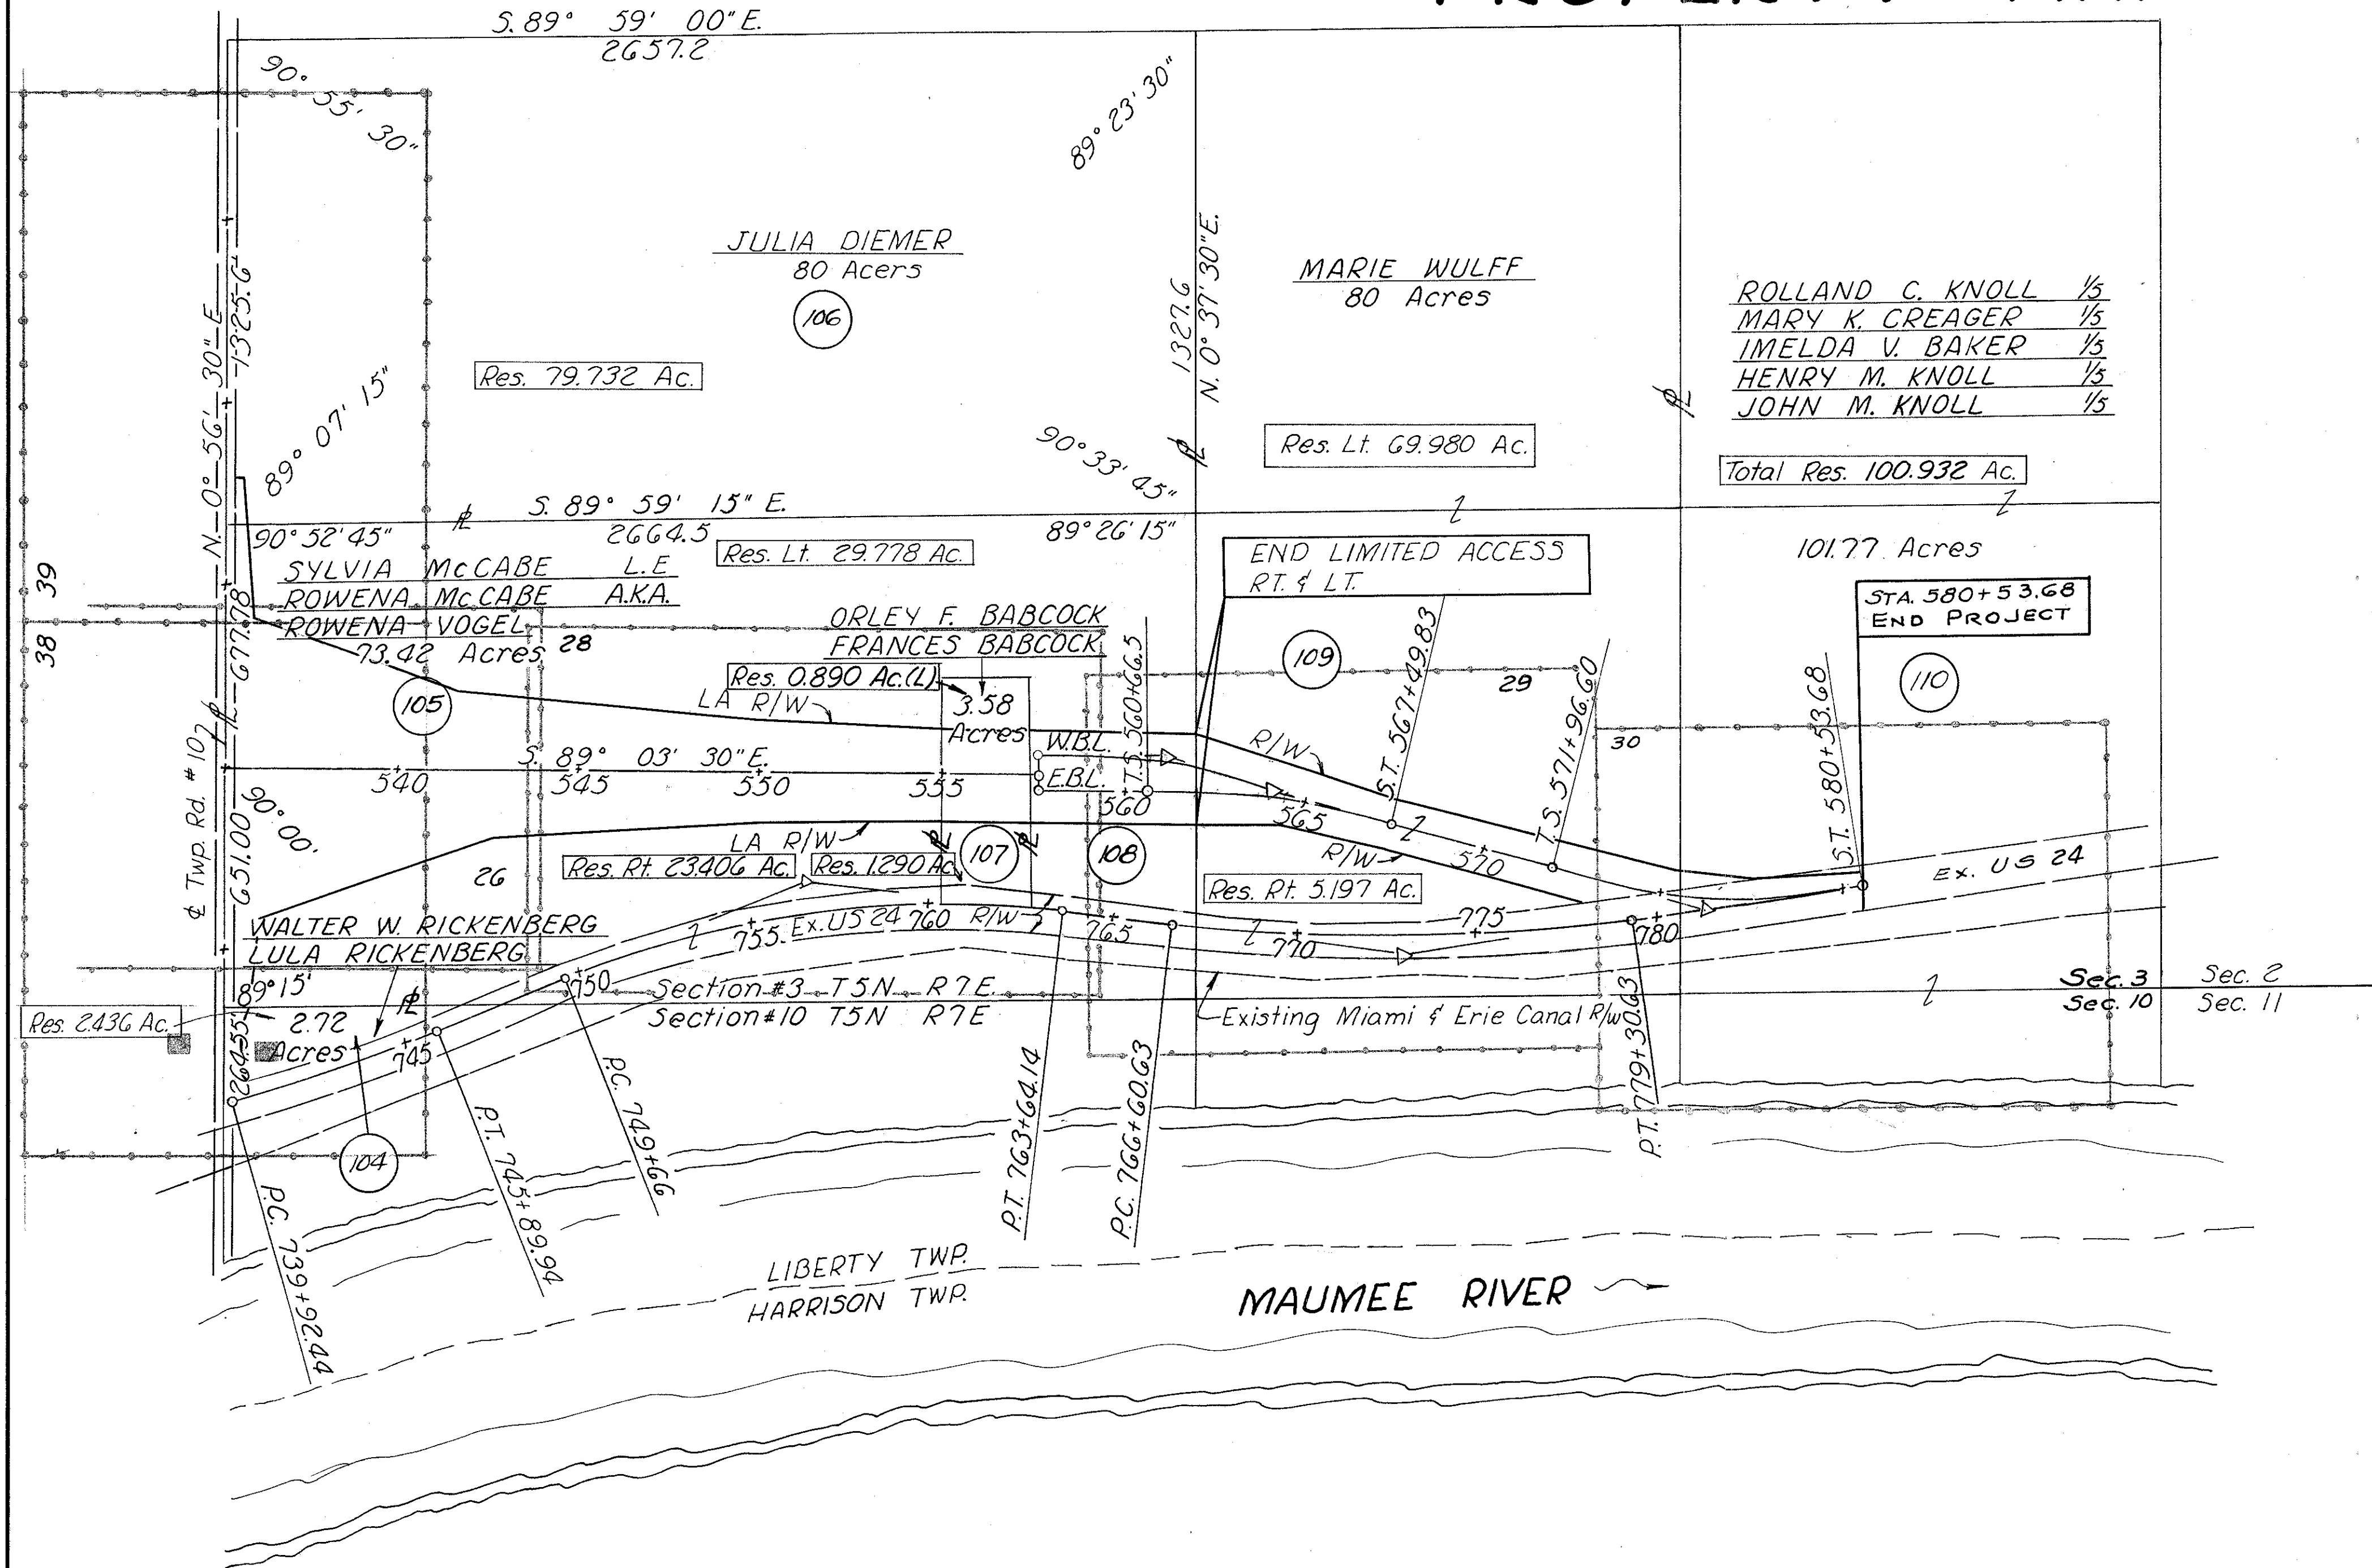 S. 89° 59' 00" E.
2657.2
90° 55' 30"
89° 23' 30"
JULIA DIEMER
80 Acers
106
Res. 79.732 Ac.
N. 0° 56' 30" E
1325.6
89° 07' 15"
1327.6
N. 0° 37' 30" E.
90° 33' 45"
MARIE WULFF
80 Acres
Res. Lt. 69.980 Ac.
ROLLAND C. KNOLL 1/5
MARY K. CREAGER 1/5
IMELDA V. BAKER 1/5
HENRY M. KNOLL 1/5
JOHN M. KNOLL 1/5
Total Res. 100.932 Ac.
101.77 Acres
S. 89° 59' 15" E.
2664.5
90° 52' 45"
89° 26' 15"
Res. Lt. 29.778 Ac.
SYLVIA McCABE L.E
ROWENA McCABE A.K.A.
ROWENA VOGEL
73.42 Acres
28
39
38
677.78
105
ORLEY F. BABCOCK
FRANCES BABCOCK
Res. 0.890 Ac.(L)
3.58
Acres
LA R/W
END LIMITED ACCESS
RT. & LT.
109
29
STA. 580+53.68
END PROJECT
110
30
T.S. 560+66.5
S.T. 567+49.83
T.S. 571+96.60
S.T. 580+53.68
R/W
W.B.L.
E.B.L.
S. 89° 03' 30" E.
540
545
550
555
560
565
570
℄ Twp. Rd. #107
651.00
90° 00'
LA R/W
R/W
107
108
26
Res. Rt. 23.406 Ac.
Res. 1.290 Ac.
Res. Rt. 5.197 Ac.
Ex. US 24
WALTER W. RICKENBERG
LULA RICKENBERG
755
Ex. US 24
760
R/W
765
770
775
780
89° 15'
750
Section #3 T5N R7E
Section #10 T5N R7E
Sec. 3
Sec. 2
Sec. 10
Sec. 11
Existing Miami & Erie Canal R/W
Res. 2.436 Ac.
2.72
Acres
264.55
745
104
P.C. 739+92.44
P.T. 745+89.94
P.C. 749+66
P.T. 763+64.14
P.C. 766+60.63
P.T. 779+30.63
LIBERTY TWP.
HARRISON TWP.
MAUMEE RIVER